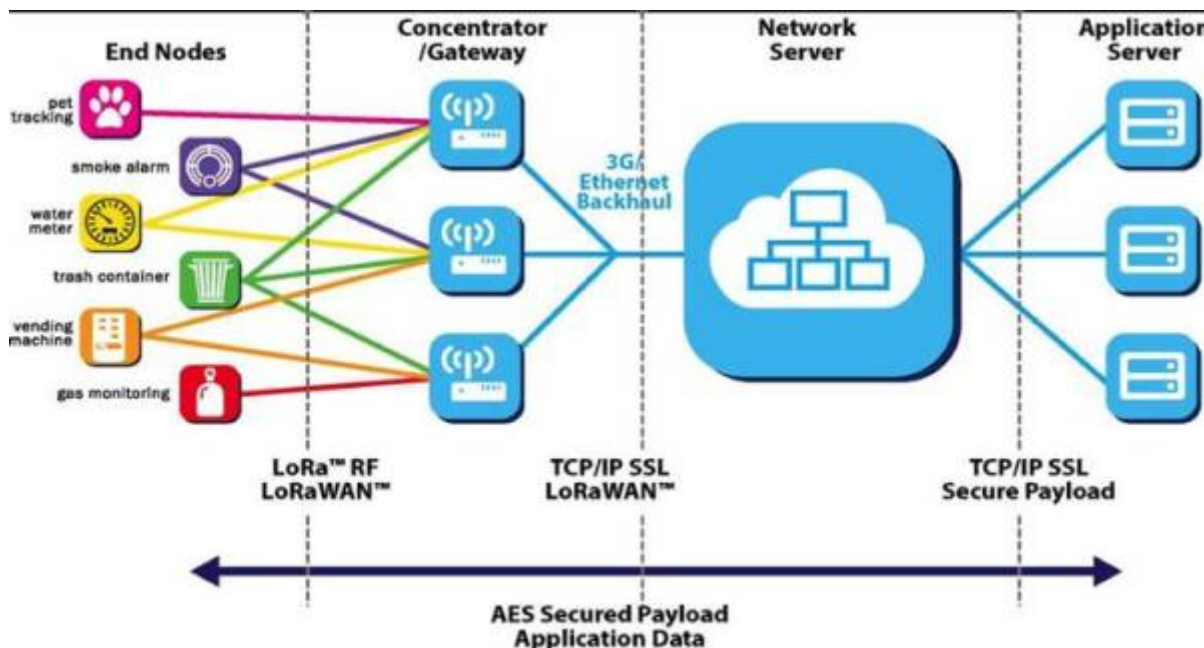 End Nodes
Concentrator
/Gateway
Network
Server
Application
Server
pet
tracking
smoke alarm
water
meter
trash container
vending
machine
gas monitoring
3G/
Ethernet
Backhaul
LoRa™ RF
LoRaWAN™
TCP/IP SSL
LoRaWAN™
TCP/IP SSL
Secure Payload
AES Secured Payload
Application Data